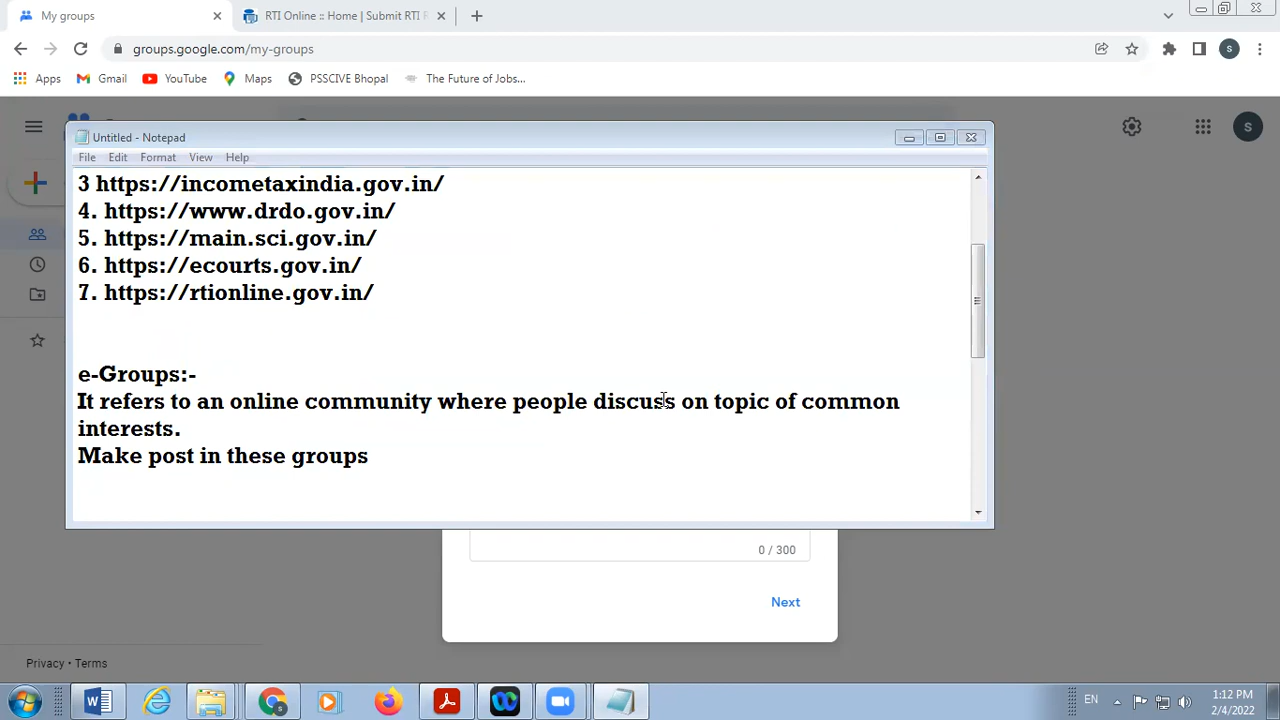 My groups
RTI Online :: Home | Submit RTI R
groups.google.com/my-groups
Apps
Gmail
YouTube
Maps
PSSCIVE Bhopal
The Future of Jobs...
S
S
Untitled - Notepad
File Edit Format View Help
3 https://incometaxindia.gov.in/
4. https://www.drdo.gov.in/
5. https://main.sci.gov.in/
6. https://ecourts.gov.in/
7. https://rtionline.gov.in/
e-Groups:-
It refers to an online community where people discuss on topic of common
interests.
Make post in these groups
0 / 300
Next
Privacy • Terms
EN
1:12 PM
2/4/2022